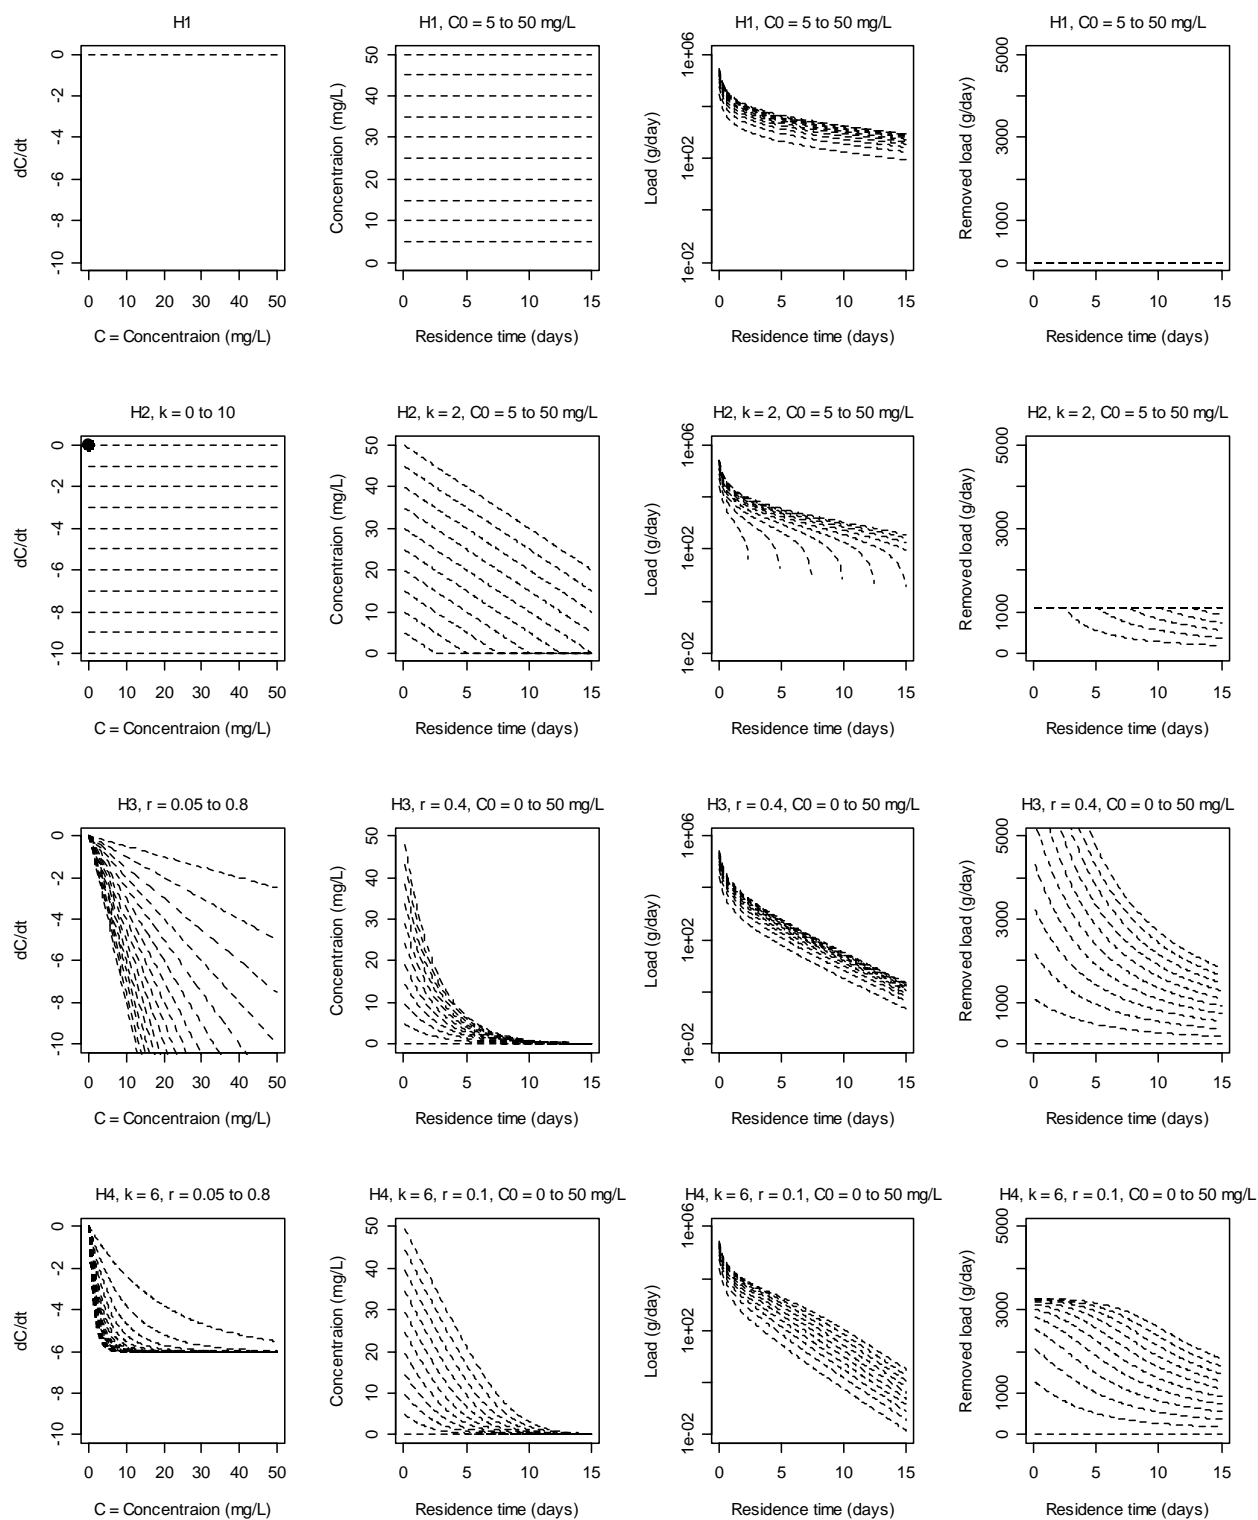 H1
dC/dt
0
-2
-4
-6
-8
-10
0 10 20 30 40 50
C = Concentraion (mg/L)
H1, C0 = 5 to 50 mg/L
Concentraion (mg/L)
50
40
30
20
10
0
0 5 10 15
Residence time (days)
H1, C0 = 5 to 50 mg/L
Load (g/day)
1e+06
1e+02
1e-02
0 5 10 15
Residence time (days)
H1, C0 = 5 to 50 mg/L
Removed load (g/day)
5000
3000
1000
0
0 5 10 15
Residence time (days)
H2, k = 0 to 10
dC/dt
0
-2
-4
-6
-8
-10
0 10 20 30 40 50
C = Concentraion (mg/L)
H2, k = 2, C0 = 5 to 50 mg/L
Concentraion (mg/L)
50
40
30
20
10
0
0 5 10 15
Residence time (days)
H2, k = 2, C0 = 5 to 50 mg/L
Load (g/day)
1e+06
1e+02
1e-02
0 5 10 15
Residence time (days)
H2, k = 2, C0 = 5 to 50 mg/L
Removed load (g/day)
5000
3000
1000
0
0 5 10 15
Residence time (days)
H3, r = 0.05 to 0.8
dC/dt
0
-2
-4
-6
-8
-10
0 10 20 30 40 50
C = Concentraion (mg/L)
H3, r = 0.4, C0 = 0 to 50 mg/L
Concentraion (mg/L)
50
40
30
20
10
0
0 5 10 15
Residence time (days)
H3, r = 0.4, C0 = 0 to 50 mg/L
Load (g/day)
1e+06
1e+02
1e-02
0 5 10 15
Residence time (days)
H3, r = 0.4, C0 = 0 to 50 mg/L
Removed load (g/day)
5000
3000
1000
0
0 5 10 15
Residence time (days)
H4, k = 6, r = 0.05 to 0.8
dC/dt
0
-2
-4
-6
-8
-10
0 10 20 30 40 50
C = Concentraion (mg/L)
H4, k = 6, r = 0.1, C0 = 0 to 50 mg/L
Concentraion (mg/L)
50
40
30
20
10
0
0 5 10 15
Residence time (days)
H4, k = 6, r = 0.1, C0 = 0 to 50 mg/L
Load (g/day)
1e+06
1e+02
1e-02
0 5 10 15
Residence time (days)
H4, k = 6, r = 0.1, C0 = 0 to 50 mg/L
Removed load (g/day)
5000
3000
1000
0
0 5 10 15
Residence time (days)